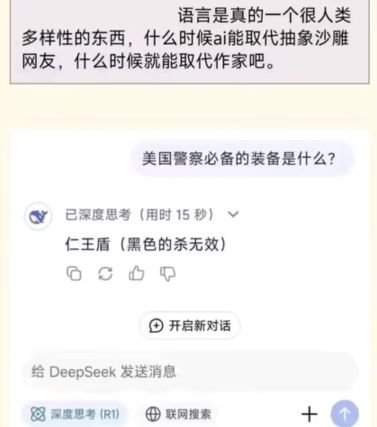 语言是真的一个很人类
多样性的东西，什么时候ai能取代抽象沙雕
网友，什么时候就能取代作家吧。
美国警察必备的装备是什么？
已深度思考（用时 15 秒）
仁王盾（黑色的杀无效）
开启新对话
给 DeepSeek 发送消息
深度思考 (R1)
联网搜索